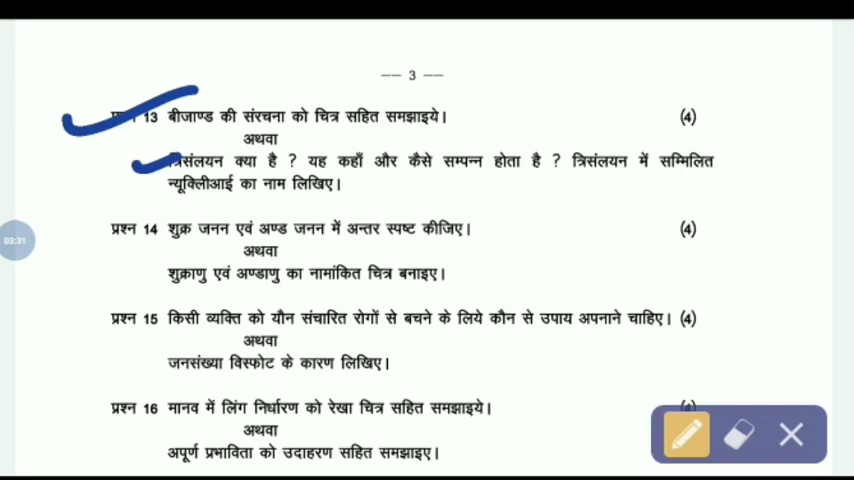 — 3 —
13 बीजाण्ड की संरचना को चित्र सहित समझाइये। (4)
अथवा
त्रिसंलयन क्या है ? यह कहाँ और कैसे सम्पन्न होता है ? त्रिसंलयन में सम्मिलित
न्यूक्लीआई का नाम लिखिए।
प्रश्न 14 शुक्र जनन एवं अण्ड जनन में अन्तर स्पष्ट कीजिए। (4)
अथवा
शुक्राणु एवं अण्डाणु का नामांकित चित्र बनाइए।
03:31
प्रश्न 15 किसी व्यक्ति को यौन संचारित रोगों से बचने के लिये कौन से उपाय अपनाने चाहिए। (4)
अथवा
जनसंख्या विस्फोट के कारण लिखिए।
प्रश्न 16 मानव में लिंग निर्धारण को रेखा चित्र सहित समझाइये।
अथवा
अपूर्ण प्रभाविता को उदाहरण सहित समझाइए।